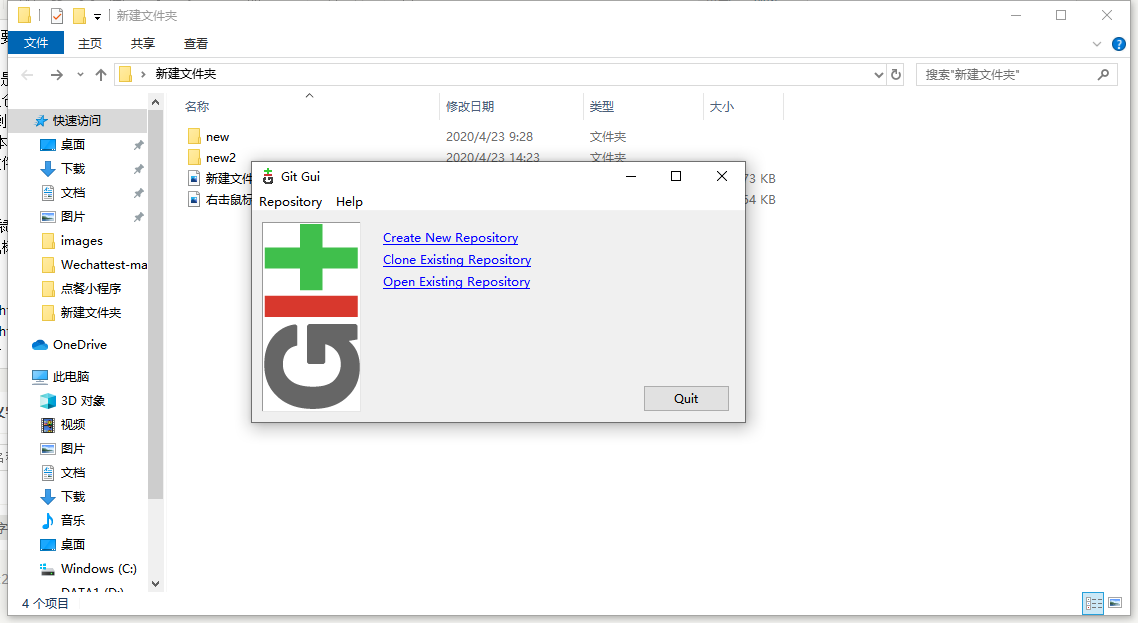 新建文件夹
文件 主页 共享 查看
新建文件夹
搜索"新建文件夹"
名称 修改日期 类型 大小
快速访问
桌面
下载
文档
图片
images
Wechattest-ma
点餐小程序
新建文件夹
OneDrive
此电脑
3D 对象
视频
图片
文档
下载
音乐
桌面
Windows (C:)
DATA1 (D:)
new 2020/4/23 9:28 文件夹
new2 2020/4/23 14:23 文件夹
新建文件 73 KB
右击鼠标 64 KB
Git Gui
Repository Help
GIT
Create New Repository
Clone Existing Repository
Open Existing Repository
Quit
4 个项目